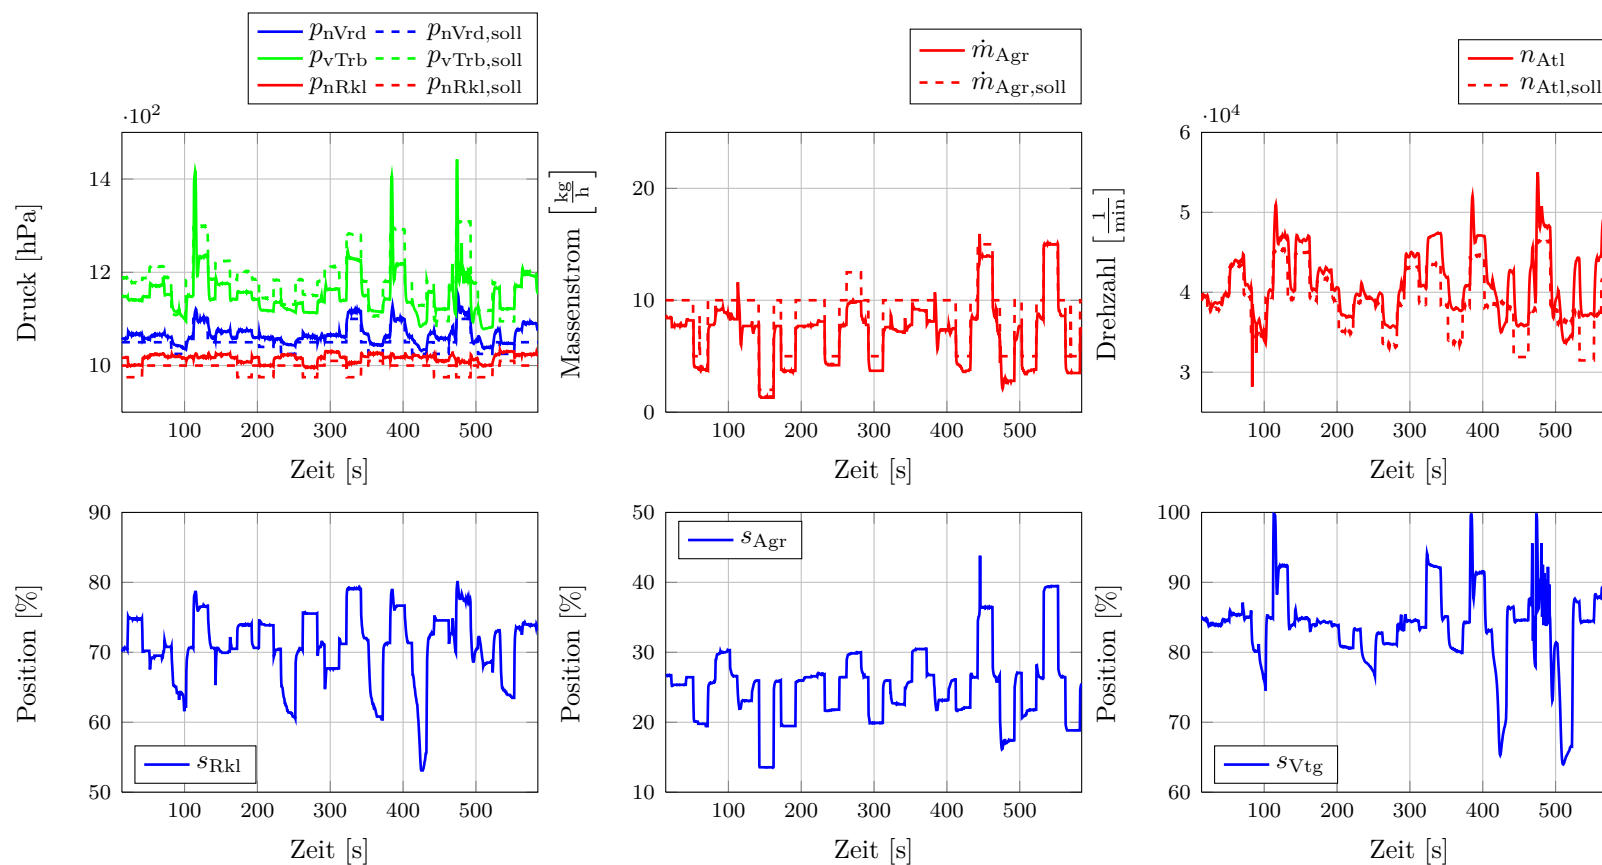 p_nVrd p_nVrd,soll
p_vTrb p_vTrb,soll
p_nRkl p_nRkl,soll
·10²
14
12
10
100 200 300 400 500
Druck [hPa]
Zeit [s]
ṁ_Agr
ṁ_Agr,soll
20
10
0
100 200 300 400 500
Massenstrom [kg/h]
Zeit [s]
n_Atl
n_Atl,soll
·10⁴
6
5
4
3
100 200 300 400 500
Drehzahl [1/min]
Zeit [s]
90
80
70
60
50
s_Rkl
100 200 300 400 500
Position [%]
Zeit [s]
50
40
30
20
10
s_Agr
100 200 300 400 500
Position [%]
Zeit [s]
100
90
80
70
60
s_Vtg
100 200 300 400 500
Position [%]
Zeit [s]